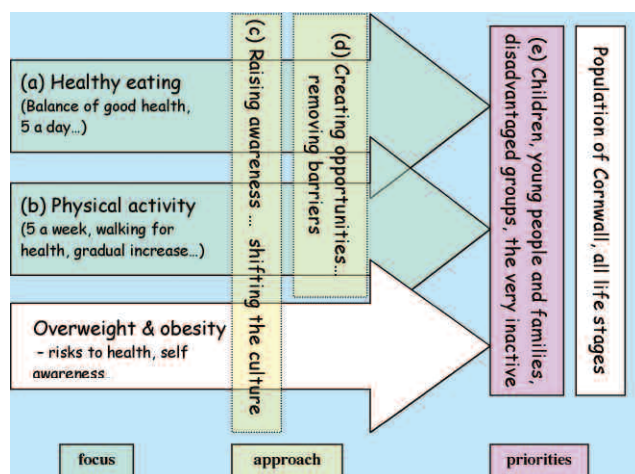 (a) Healthy eating
(Balance of good health,
5 a day...)
(b) Physical activity
(5 a week, walking for
health, gradual increase...)
Overweight & obesity
– risks to health, self
awareness
(c) Raising awareness ... shifting the culture
(d) Creating opportunities...
removing barriers
(e) Children, young people and families,
disadvantaged groups, the very inactive
Population of Cornwall, all life stages
focus
approach
priorities